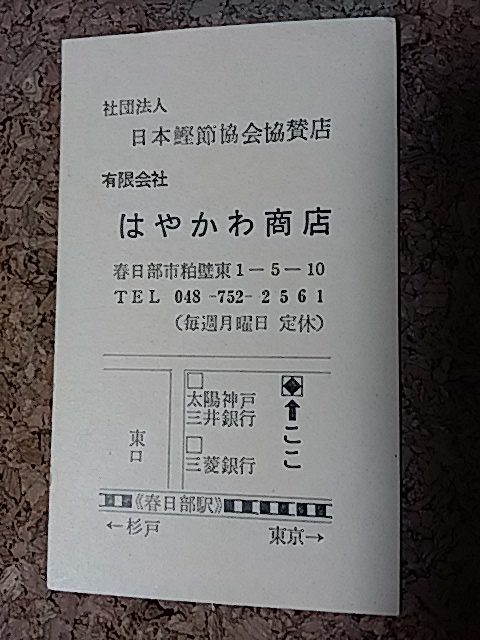 社団法人
日本鰹節協会協賛店
有限会社
はやかわ商店
春日部市粕壁東1－5－10
TEL 048-752-2561
(毎週月曜日 定休)
太陽神戸
三井銀行
ここ
東口
三菱銀行
《春日部駅》
←杉戸
東京→